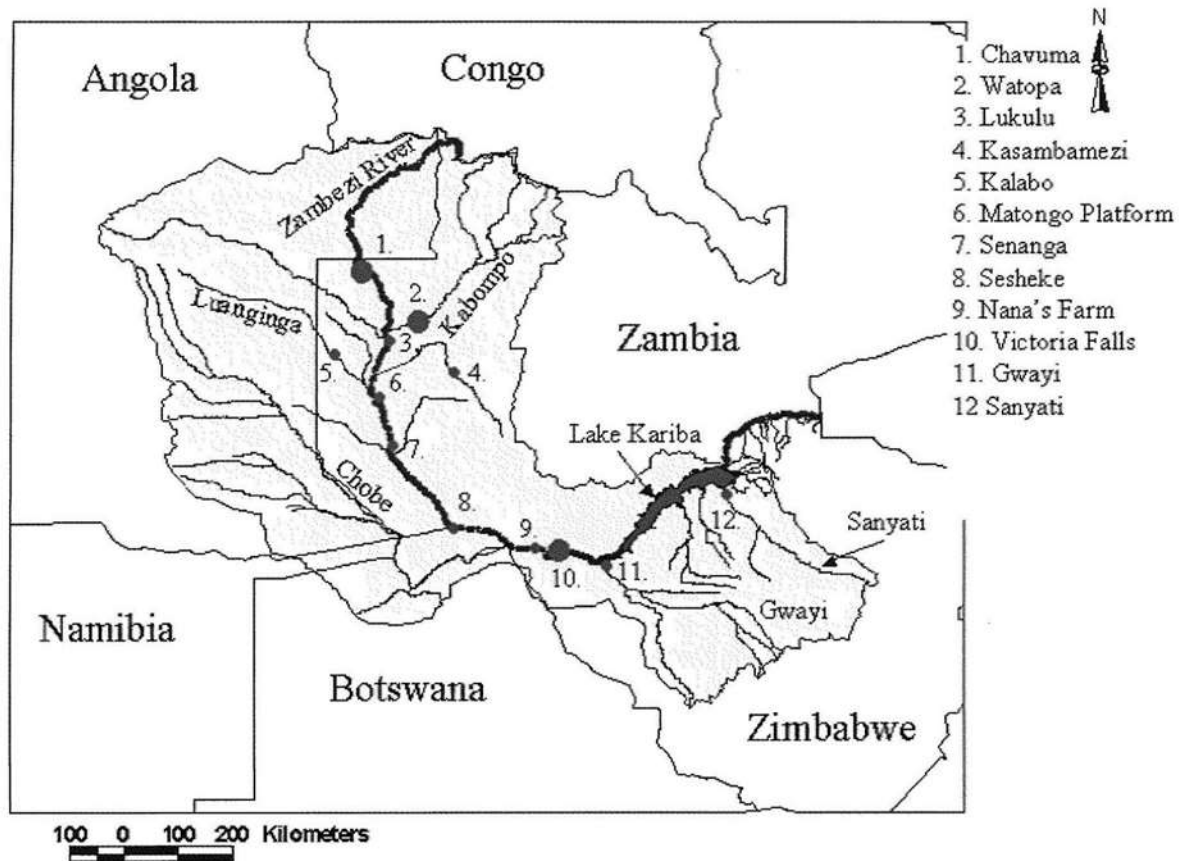 N
1. Chavuma
2. Watopa
3. Lukulu
4. Kasambamezi
5. Kalabo
6. Matongo Platform
7. Senanga
8. Sesheke
9. Nana's Farm
10. Victoria Falls
11. Gwayi
12 Sanyati
Angola
Congo
Zambezi River
1.
2.
Kabompo
Luanginga
3.
Zambia
5.
4.
6.
Lake Kariba
7.
Chobe
8.
12.
Sanyati
9.
10.
11.
Gwayi
Namibia
Botswana
Zimbabwe
100 0 100 200 Kilometers